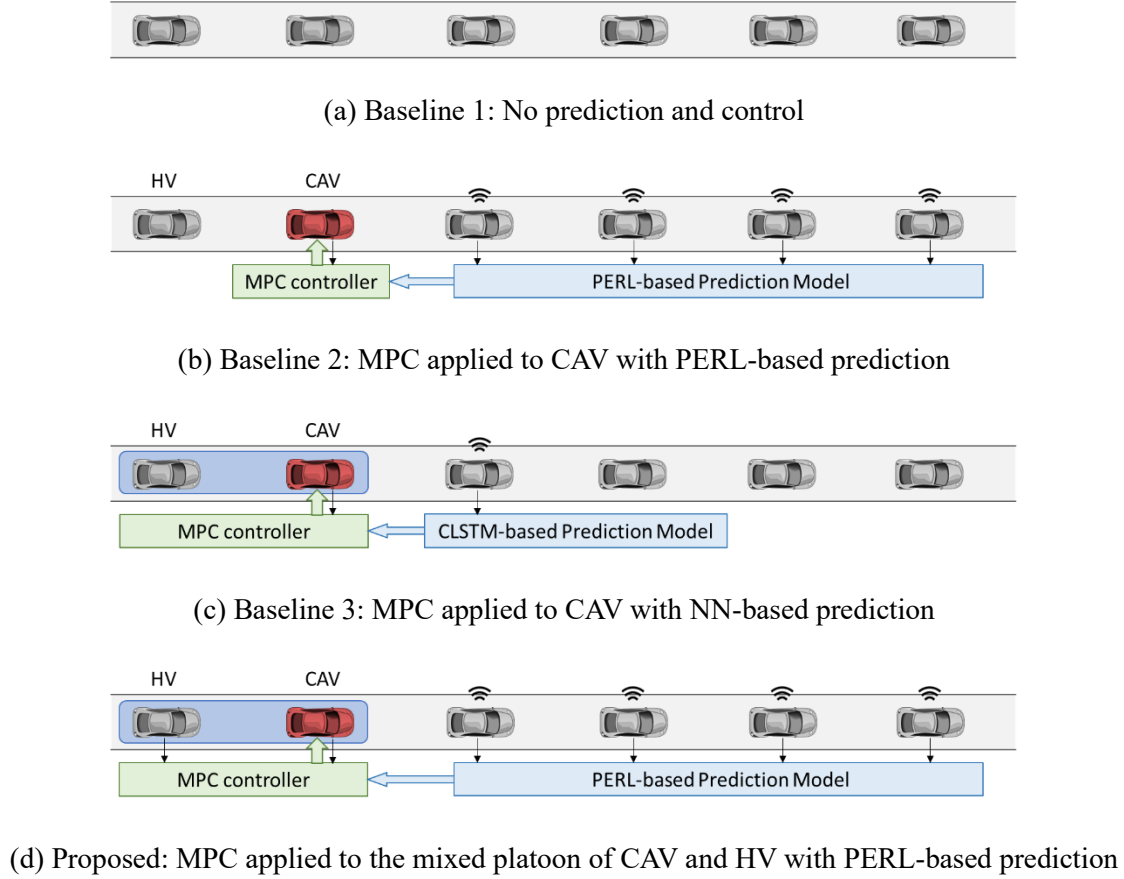 (a) Baseline 1: No prediction and control
HV CAV
MPC controller PERL-based Prediction Model
(b) Baseline 2: MPC applied to CAV with PERL-based prediction
HV CAV
MPC controller CLSTM-based Prediction Model
(c) Baseline 3: MPC applied to CAV with NN-based prediction
HV CAV
MPC controller PERL-based Prediction Model
(d) Proposed: MPC applied to the mixed platoon of CAV and HV with PERL-based prediction